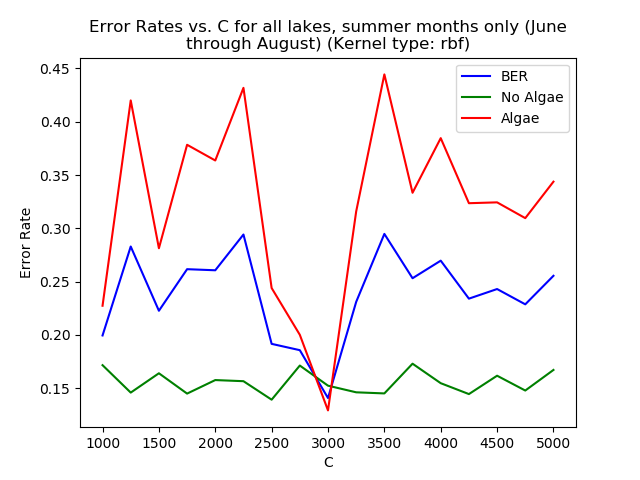 Error Rates vs. C for all lakes, summer months only (June
through August) (Kernel type: rbf)
BER
No Algae
Algae
Error Rate
0.45
0.40
0.35
0.30
0.25
0.20
0.15
1000 1500 2000 2500 3000 3500 4000 4500 5000
C